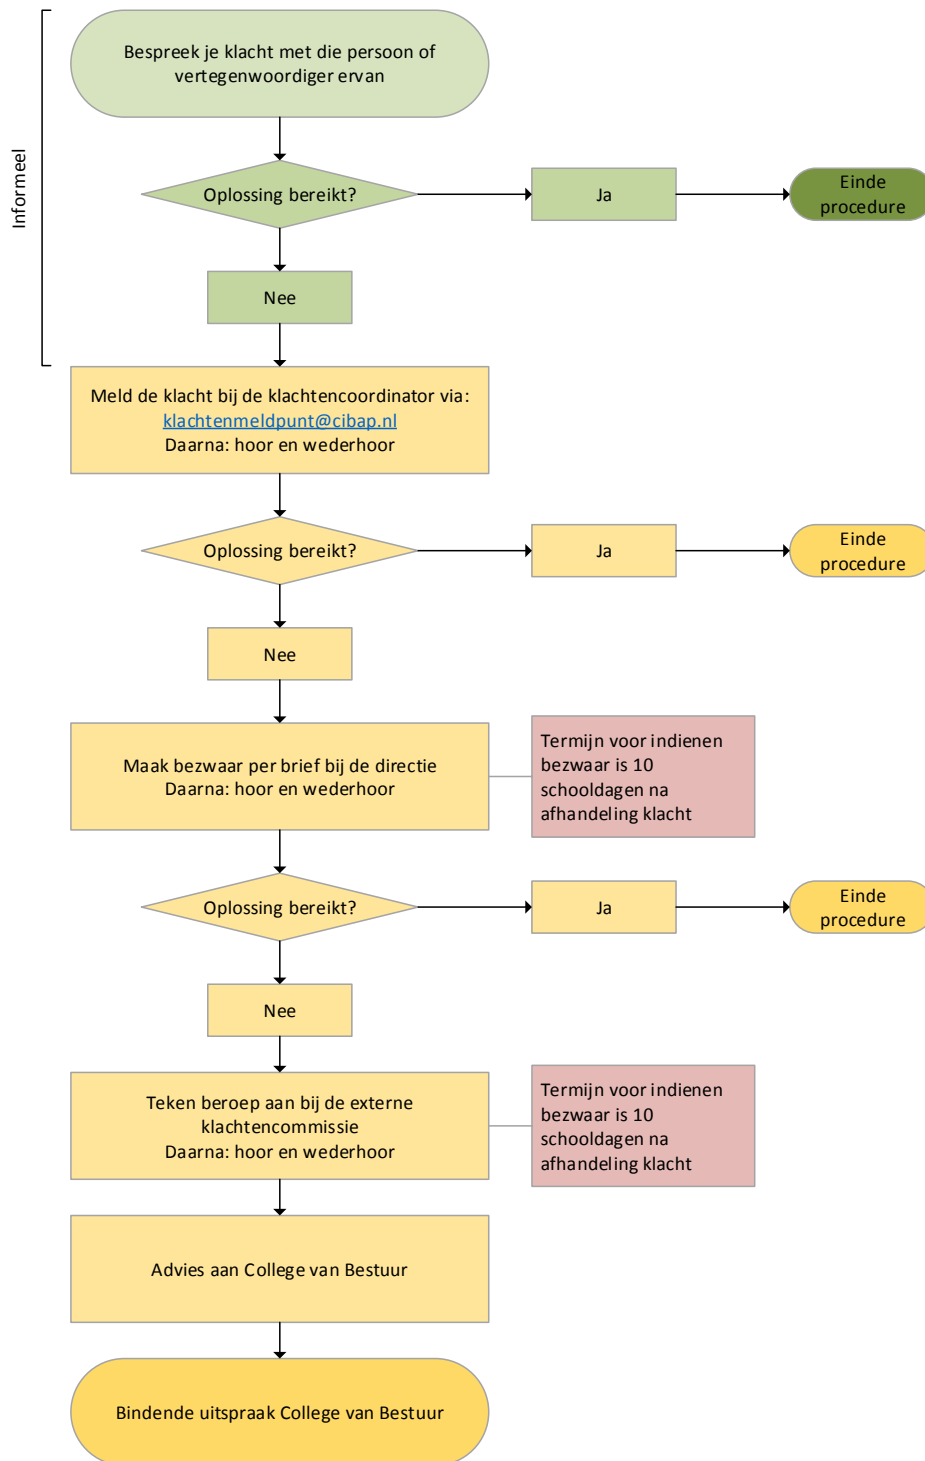 Informeel
Bespreek je klacht met die persoon of
vertegenwoordiger ervan
Oplossing bereikt?
Ja
Einde
procedure
Nee
Meld de klacht bij de klachtencoordinator via:
klachtenmeldpunt@cibap.nl
Daarna: hoor en wederhoor
Oplossing bereikt?
Ja
Einde
procedure
Nee
Maak bezwaar per brief bij de directie
Daarna: hoor en wederhoor
Termijn voor indienen
bezwaar is 10
schooldagen na
afhandeling klacht
Oplossing bereikt?
Ja
Einde
procedure
Nee
Teken beroep aan bij de externe
klachtencommissie
Daarna: hoor en wederhoor
Termijn voor indienen
bezwaar is 10
schooldagen na
afhandeling klacht
Advies aan College van Bestuur
Bindende uitspraak College van Bestuur